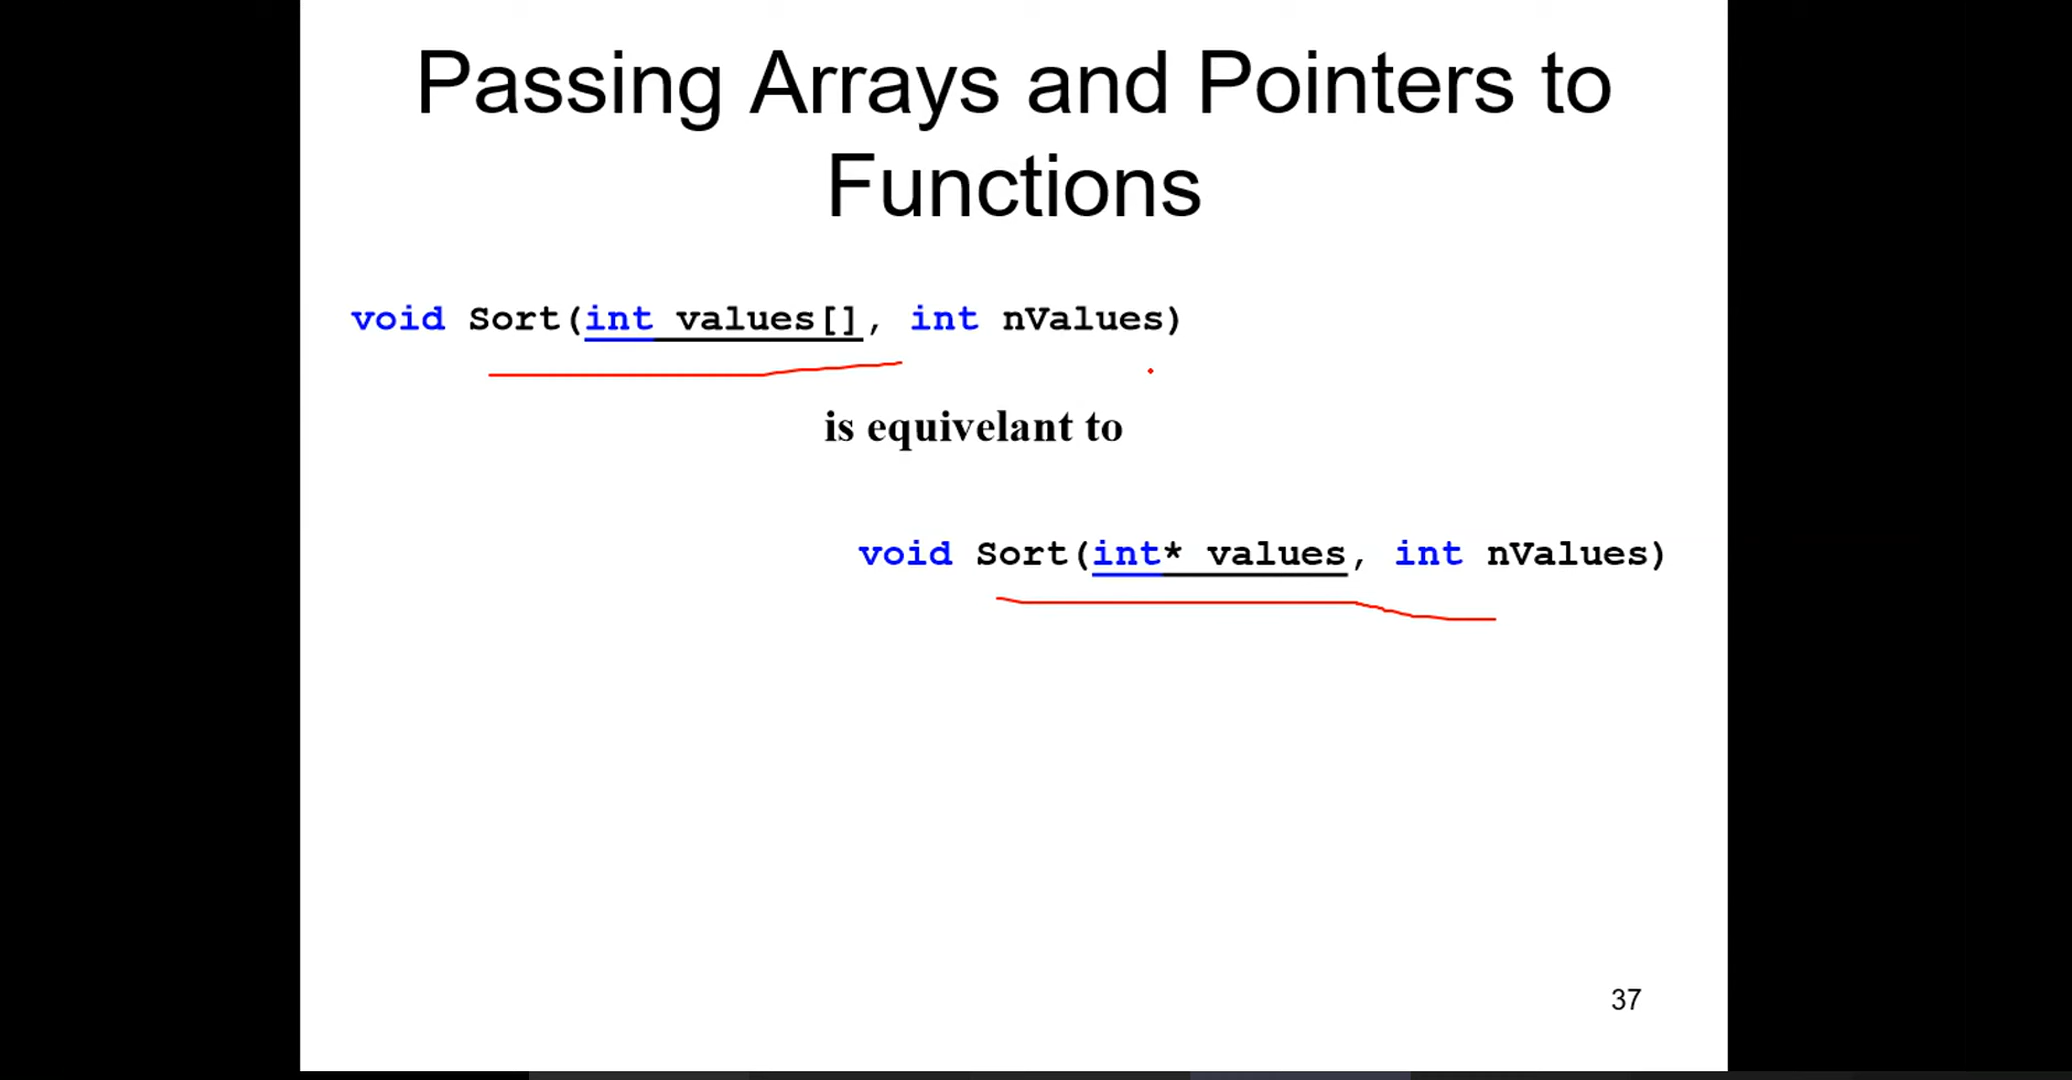 Passing Arrays and Pointers to
Functions
void Sort(int values[], int nValues)
is equivelant to
void Sort(int* values, int nValues)
37